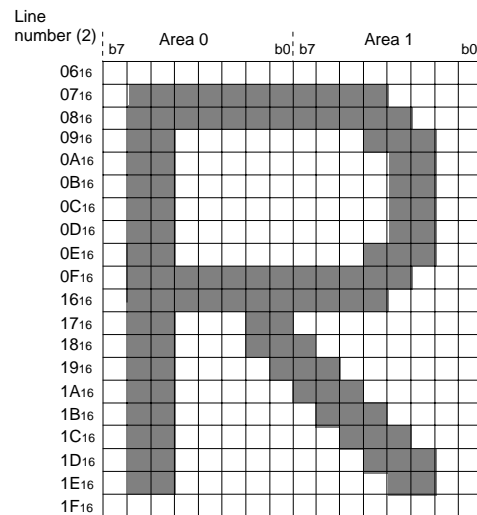 Line
number (2)
b7 Area 0 b0 b7 Area 1 b0
06₁₆
07₁₆
08₁₆
09₁₆
0A₁₆
0B₁₆
0C₁₆
0D₁₆
0E₁₆
0F₁₆
16₁₆
17₁₆
18₁₆
19₁₆
1A₁₆
1B₁₆
1C₁₆
1D₁₆
1E₁₆
1F₁₆